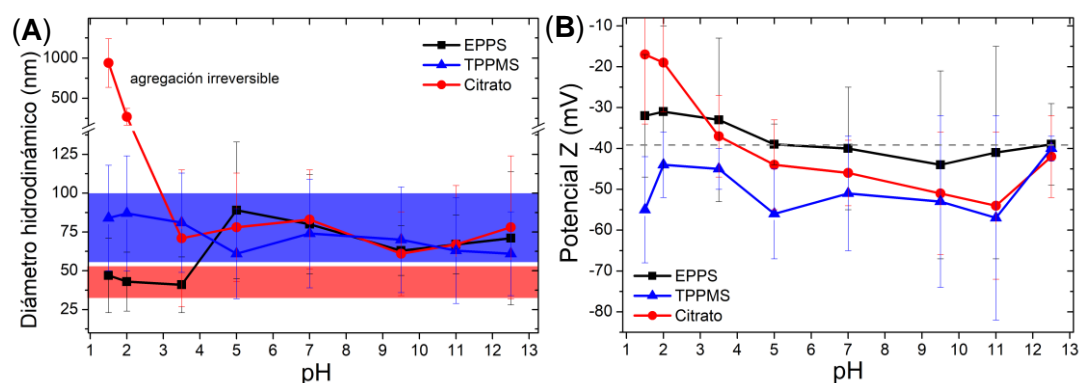 (A)
Diámetro hidrodinámico (nm)
1000
500
125
100
75
50
25
agregación irreversible
EPPS
TPPMS
Citrato
1 2 3 4 5 6 7 8 9 10 11 12 13
pH
(B)
Potencial Z (mV)
-10
-20
-30
-40
-50
-60
-70
-80
EPPS
TPPMS
Citrato
1 2 3 4 5 6 7 8 9 10 11 12 13
pH